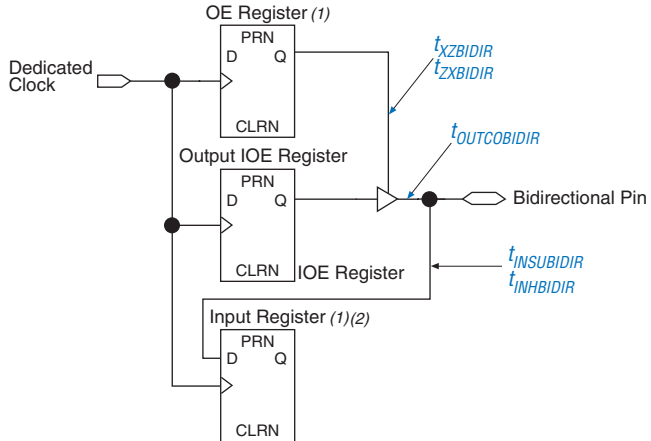 OE Register (1)
PRN
D Q
CLRN
Dedicated
Clock
tXZBIDIR
tZXBIDIR
tOUTCOBIDIR
Output IOE Register
PRN
D Q
CLRN
Bidirectional Pin
IOE Register
tINSUBIDIR
tINHBIDIR
Input Register (1)(2)
PRN
D Q
CLRN